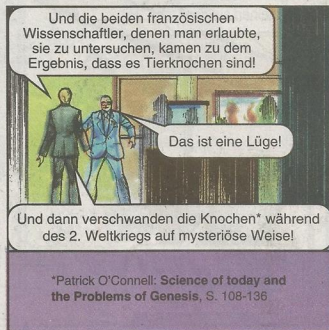 Und die beiden französischen
Wissenschaftler, denen man erlaubte,
sie zu untersuchen, kamen zu dem
Ergebnis, dass es Tierknochen sind!
Das ist eine Lüge!
Und dann verschwanden die Knochen* während
des 2. Weltkriegs auf mysteriöse Weise!
*Patrick O'Connell: Science of today and
the Problems of Genesis, S. 108-136